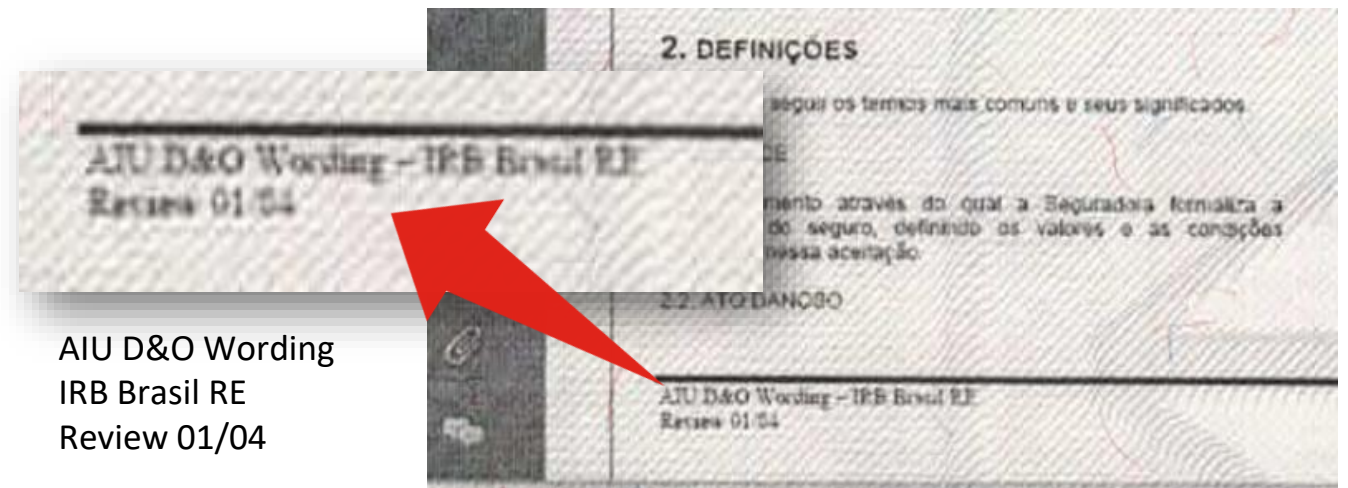 2. DEFINIÇÕES
seguir os termos mais comuns e seus significados.
AIU D&O Wording – IRB Brasil RE
Review 01/04
mento através do qual a Seguradora formaliza a
do seguro, definindo os valores e as condições
nessa aceitação.
2.2. ATO DANOSO
AIU D&O Wording
IRB Brasil RE
Review 01/04
AIU D&O Wording – IRB Brasil RE
Review 01/04